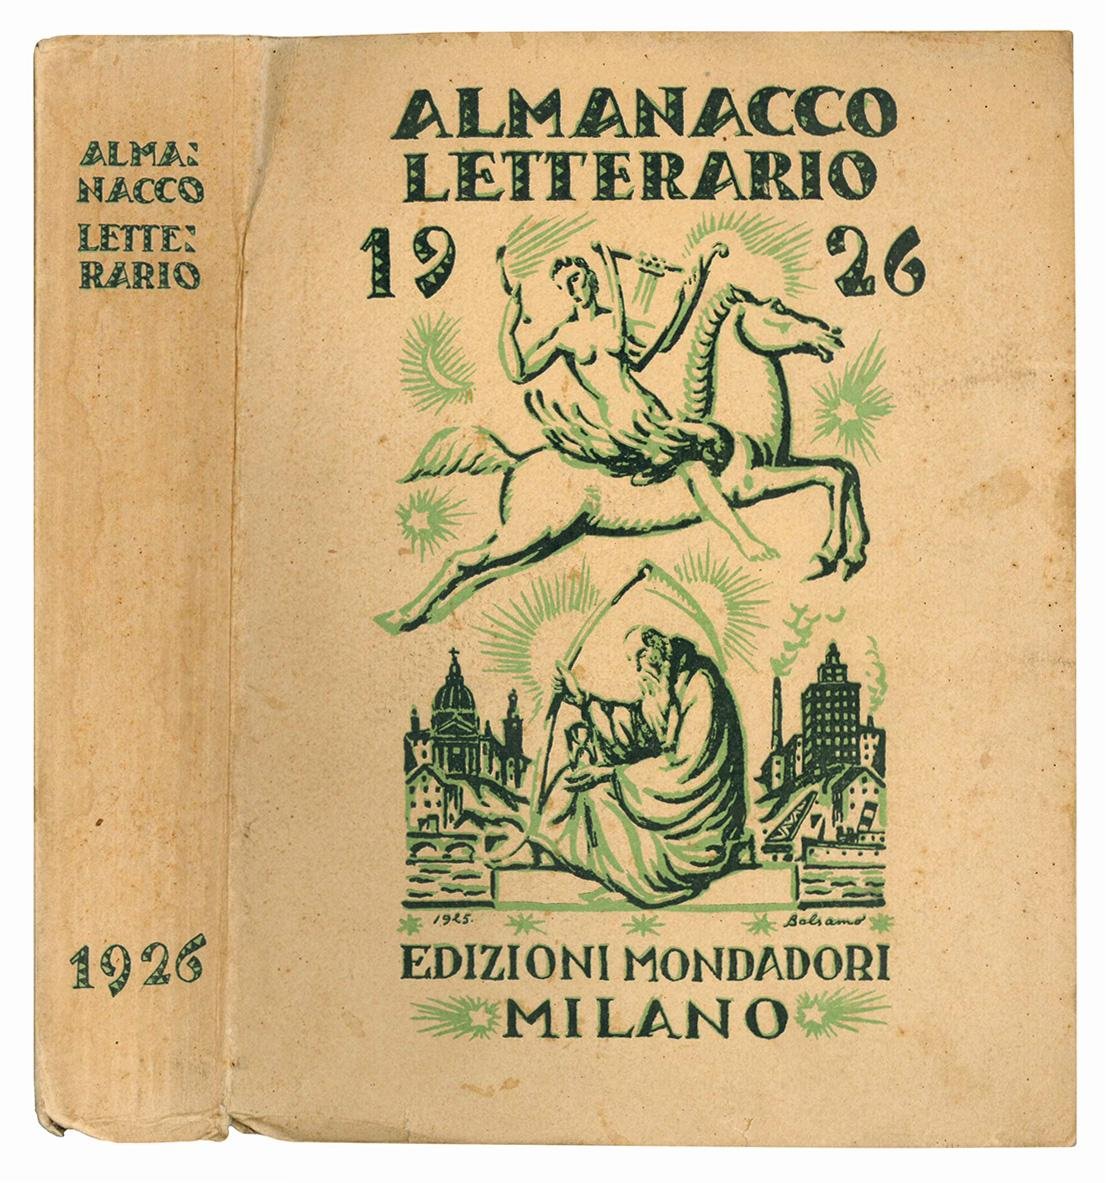 ALMA:
NACCO
LETTE:
RARIO
1926
ALMANACCO
LETTERARIO
19 26
1925. Balsamo
EDIZIONI MONDADORI
MILANO